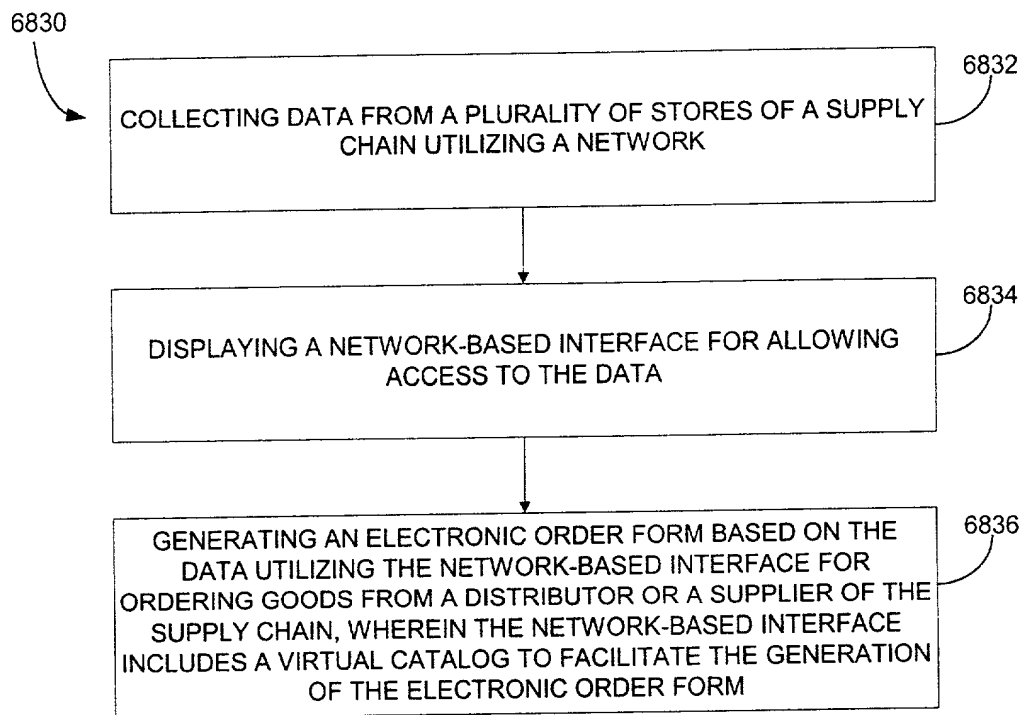 6830
6832
COLLECTING DATA FROM A PLURALITY OF STORES OF A SUPPLY
CHAIN UTILIZING A NETWORK
6834
DISPLAYING A NETWORK-BASED INTERFACE FOR ALLOWING
ACCESS TO THE DATA
6836
GENERATING AN ELECTRONIC ORDER FORM BASED ON THE
DATA UTILIZING THE NETWORK-BASED INTERFACE FOR
ORDERING GOODS FROM A DISTRIBUTOR OR A SUPPLIER OF THE
SUPPLY CHAIN, WHEREIN THE NETWORK-BASED INTERFACE
INCLUDES A VIRTUAL CATALOG TO FACILITATE THE GENERATION
OF THE ELECTRONIC ORDER FORM